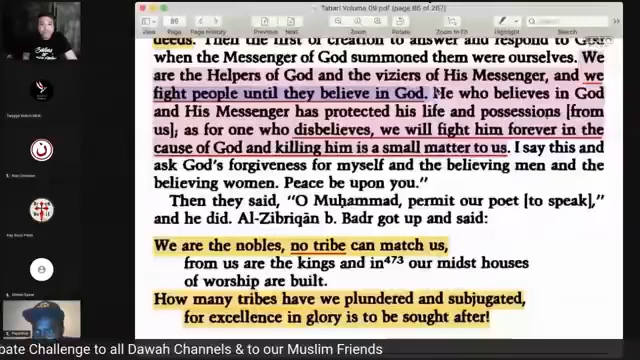 Tabari Volume 09.pdf (page 86 of 267)
86
View
Page
Page History
Rotate
Zoom to Fit
Highlight
Search
deeds. Then the first of creation to answer and respond to God
when the Messenger of God summoned them were ourselves. We
are the Helpers of God and the viziers of His Messenger, and we
fight people until they believe in God. He who believes in God
and His Messenger has protected his life and possessions [from
us]; as for one who disbelieves, we will fight him forever in the
cause of God and killing him is a small matter to us. I say this and
ask God's forgiveness for myself and the believing men and the
believing women. Peace be upon you."
Then they said, "O Muḥammad, permit our poet [to speak],"
and he did. Al-Zibriqān b. Badr got up and said:
We are the nobles, no tribe can match us,
from us are the kings and in473 our midst houses
of worship are built.
How many tribes have we plundered and subjugated,
for excellence in glory is to be sought after!
bate Challenge to all Dawah Channels & to our Muslim Friends